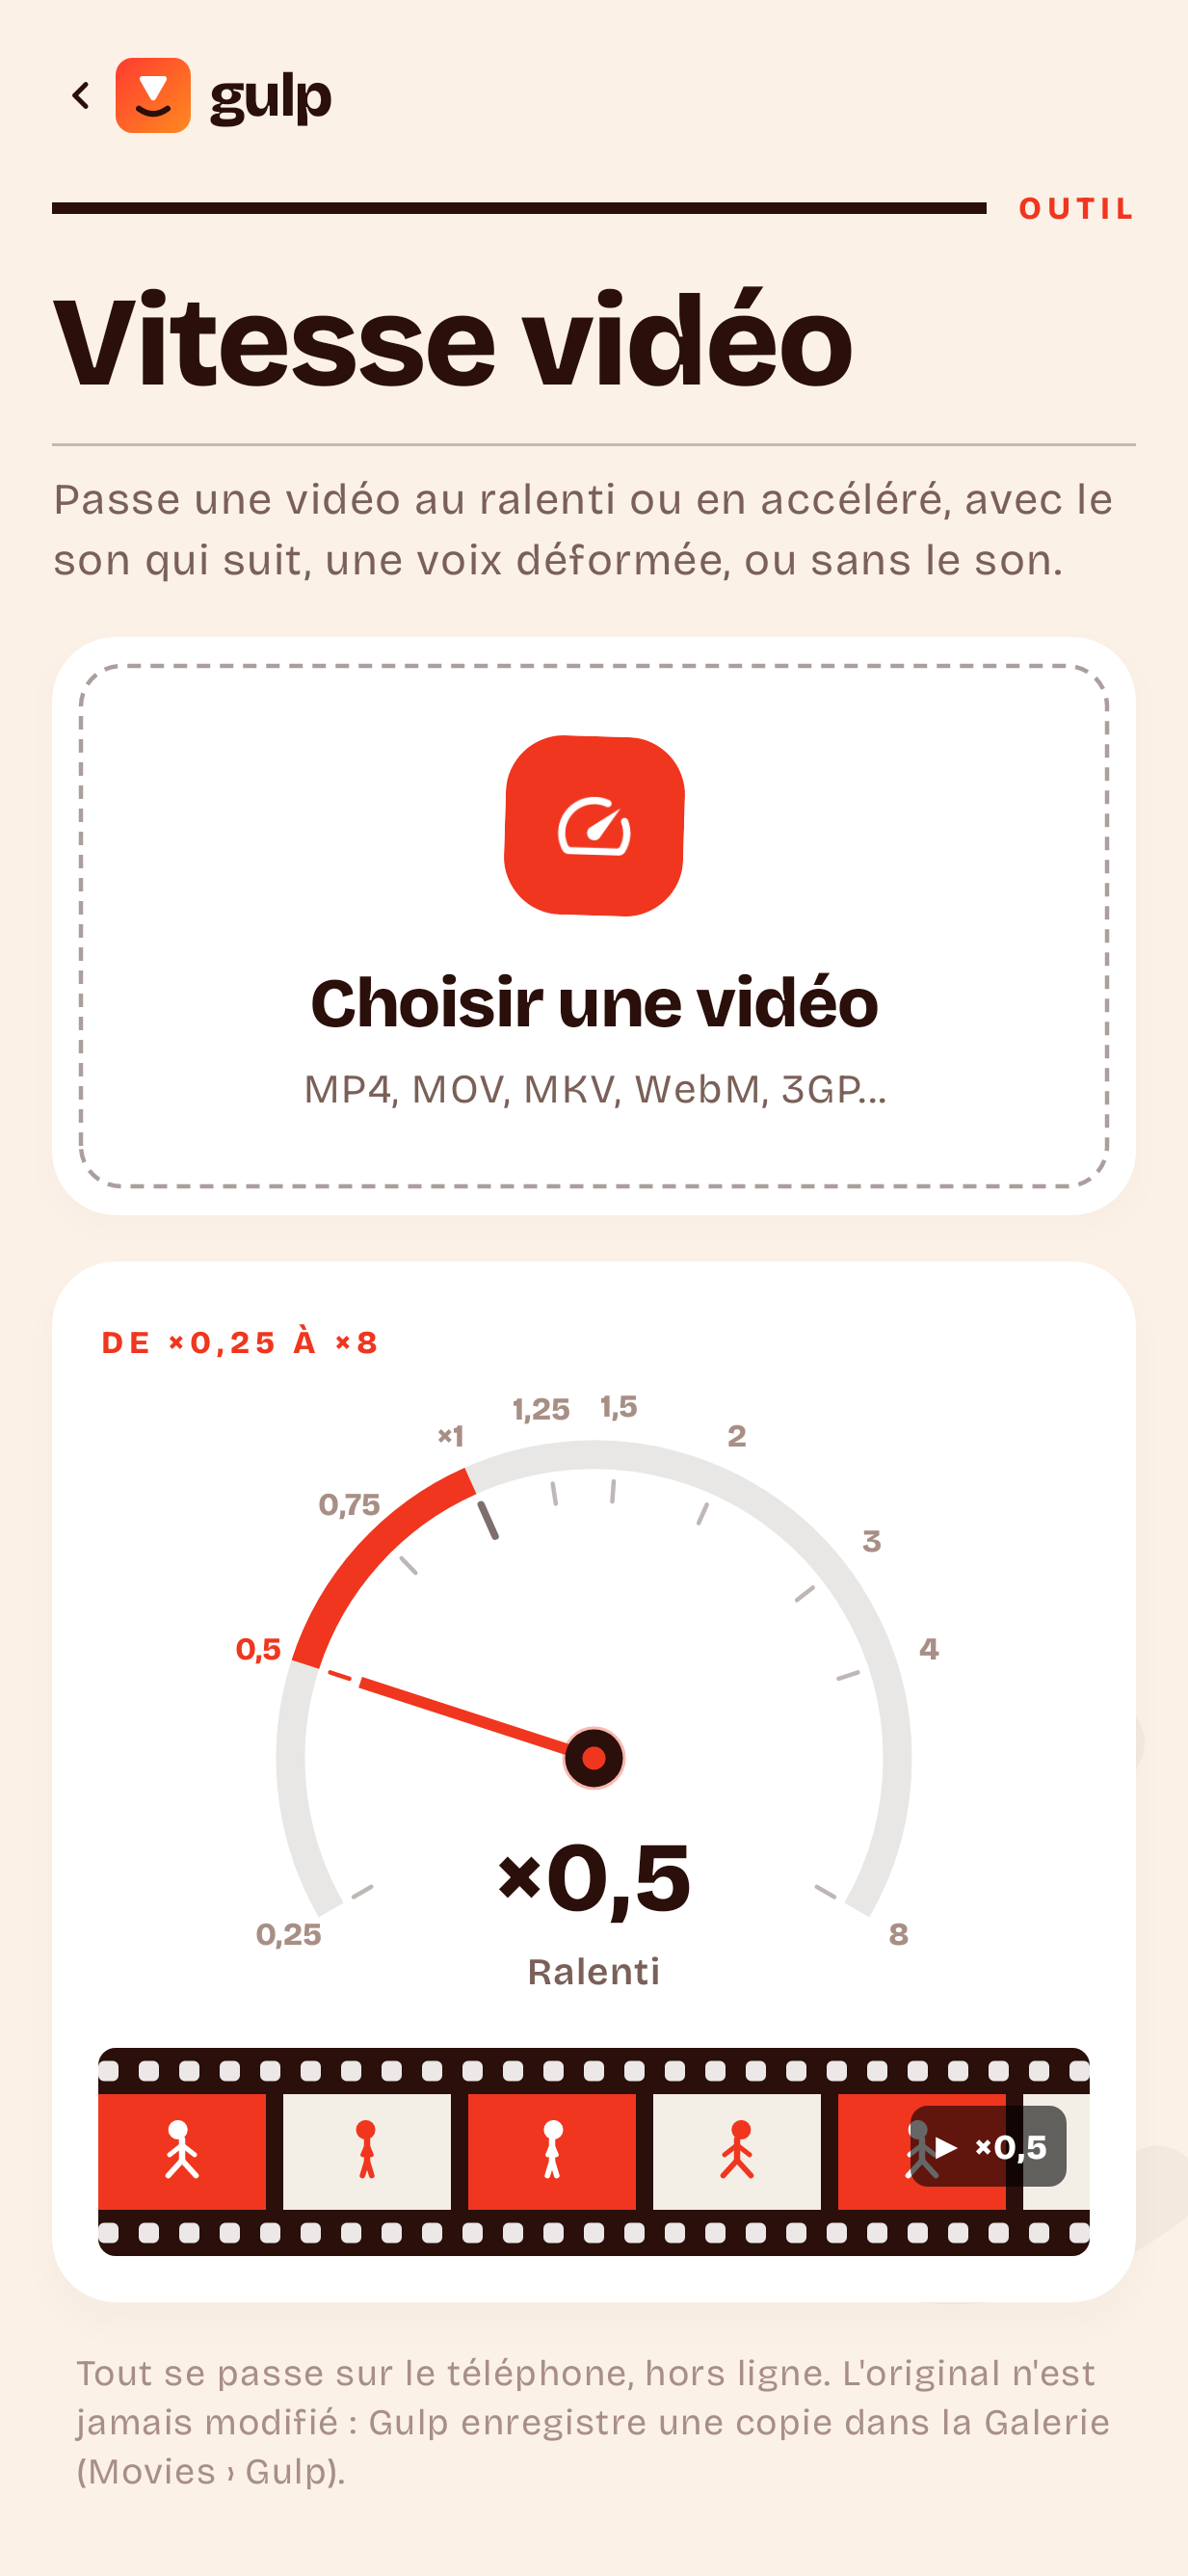 gulp
OUTIL
Vitesse vidéo
Passe une vidéo au ralenti ou en accéléré, avec le
son qui suit, une voix déformée, ou sans le son.
Choisir une vidéo
MP4, MOV, MKV, WebM, 3GP...
DE ×0,25 À ×8
0,25
0,5
0,75
×1
1,25
1,5
2
3
4
8
×0,5
Ralenti
▶ ×0,5
Tout se passe sur le téléphone, hors ligne. L'original n'est
jamais modifié : Gulp enregistre une copie dans la Galerie
(Movies › Gulp).